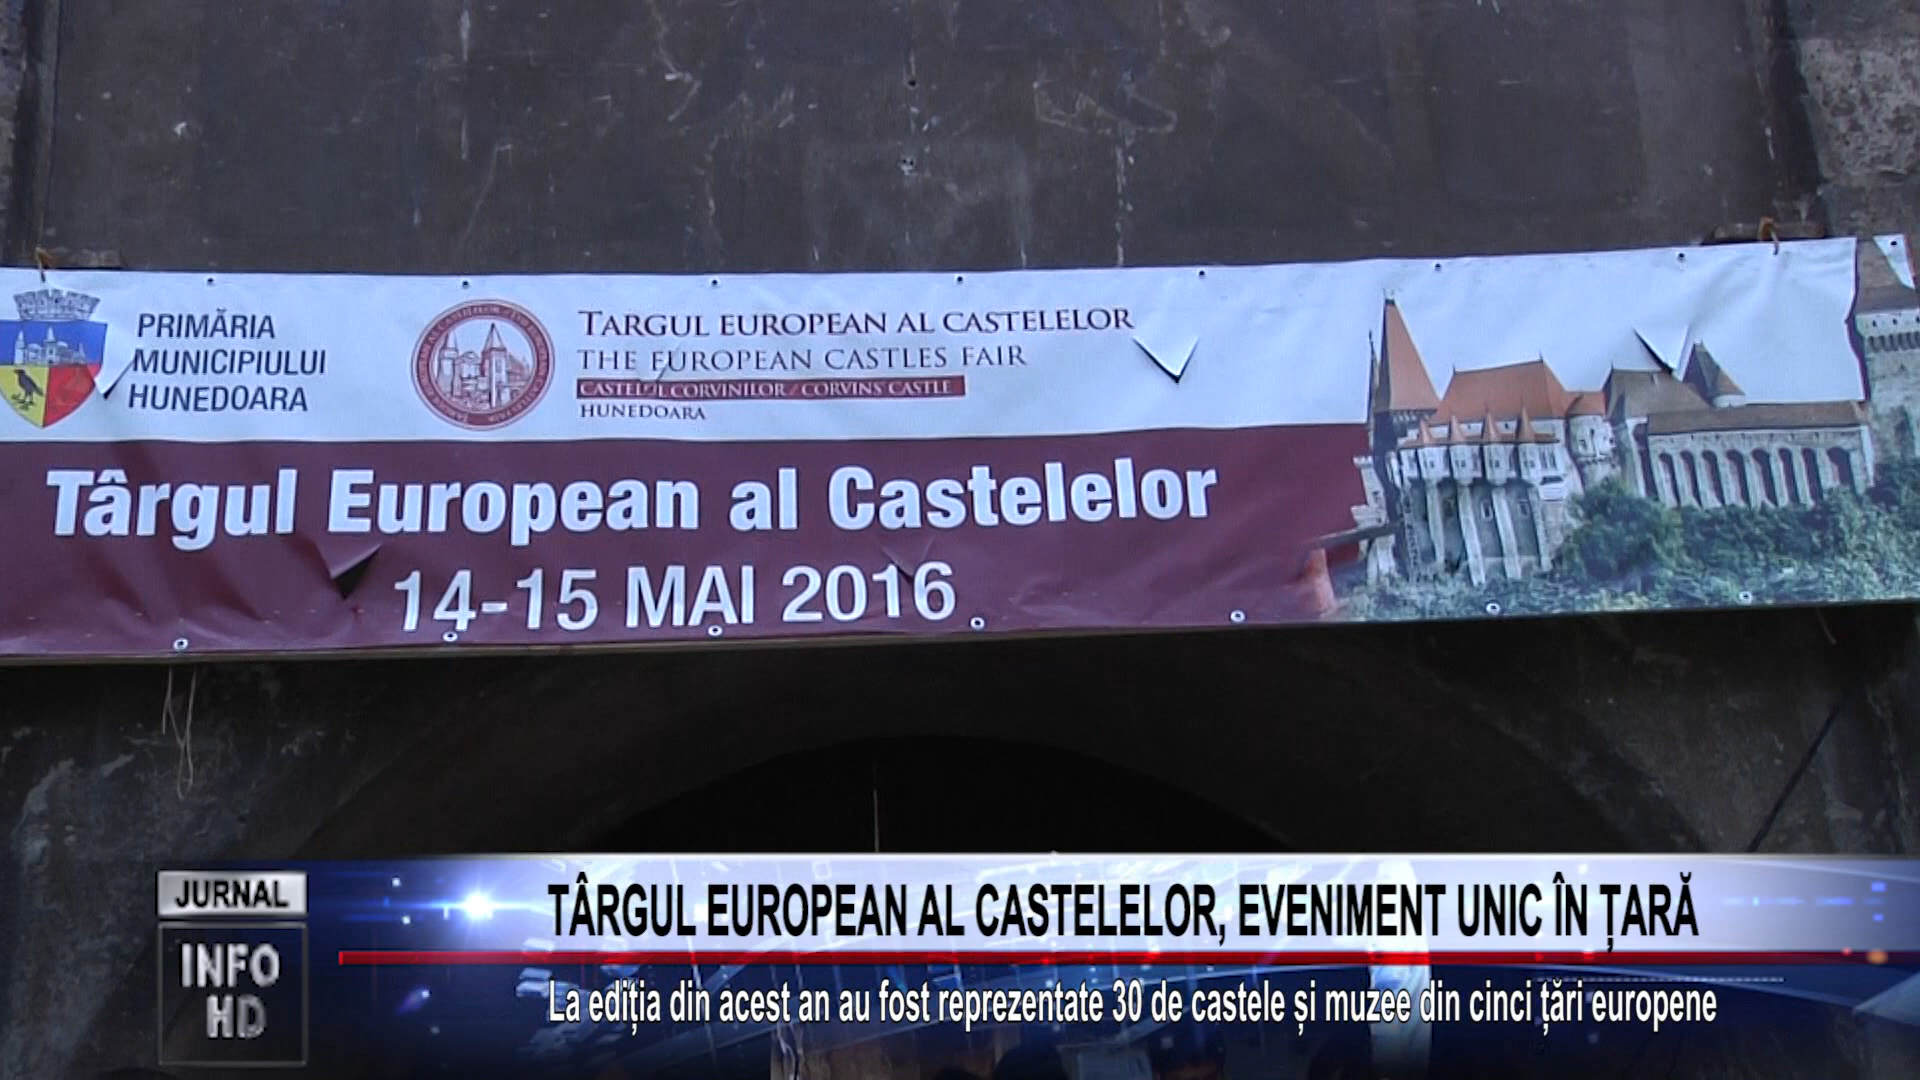 PRIMĂRIA
MUNICIPIULUI
HUNEDOARA
TARGUL EUROPEAN AL CASTELELOR
THE EUROPEAN CASTLES FAIR
CASTELUL CORVINILOR / CORVINS' CASTLE
HUNEDOARA
Târgul European al Castelelor
14-15 MAI 2016
JURNAL
INFO
HD
TÂRGUL EUROPEAN AL CASTELELOR, EVENIMENT UNIC ÎN ȚARĂ
La ediția din acest an au fost reprezentate 30 de castele și muzee din cinci țări europene